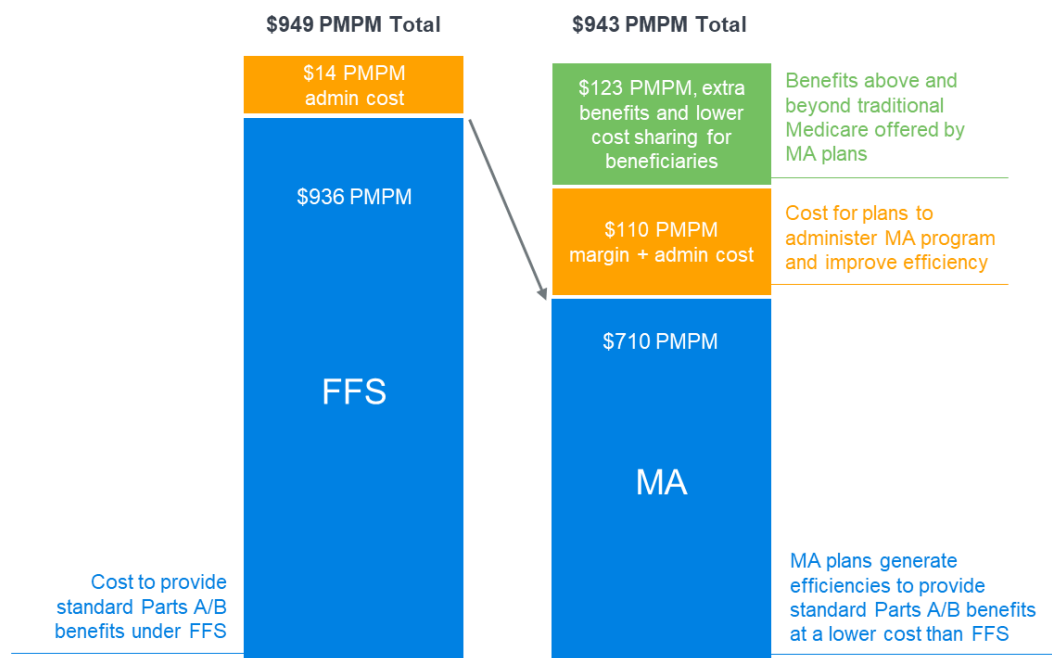 $949 PMPM Total
$943 PMPM Total
$14 PMPM
admin cost
$936 PMPM
FFS
Cost to provide
standard Parts A/B
benefits under FFS
$123 PMPM, extra
benefits and lower
cost sharing for
beneficiaries
Benefits above and
beyond traditional
Medicare offered by
MA plans
$110 PMPM
margin + admin cost
Cost for plans to
administer MA program
and improve efficiency
$710 PMPM
MA
MA plans generate
efficiencies to provide
standard Parts A/B benefits
at a lower cost than FFS